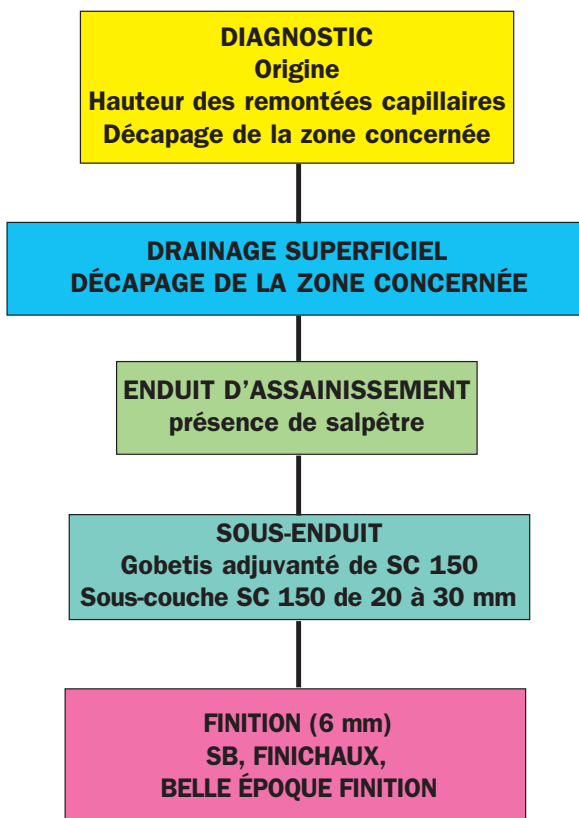 DIAGNOSTIC
Origine
Hauteur des remontées capillaires
Décapage de la zone concernée
DRAINAGE SUPERFICIEL
DÉCAPAGE DE LA ZONE CONCERNÉE
ENDUIT D’ASSAINISSEMENT
présence de salpêtre
SOUS-ENDUIT
Gobetis adjuvanté de SC 150
Sous-couche SC 150 de 20 à 30 mm
FINITION (6 mm)
SB, FINICHAUX,
BELLE ÉPOQUE FINITION